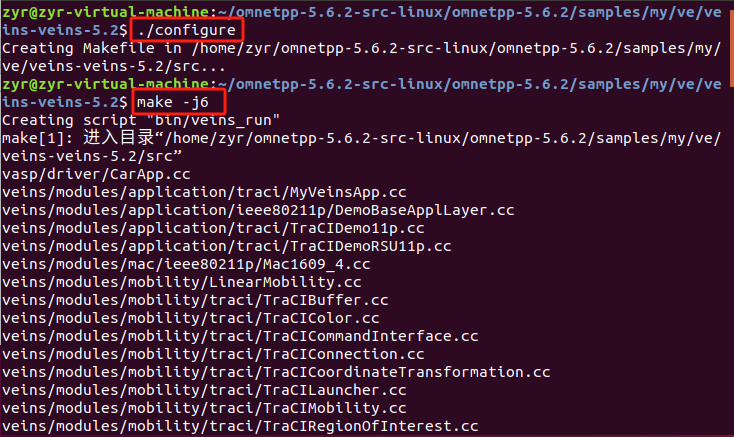 zyr@zyr-virtual-machine:~/omnetpp-5.6.2-src-linux/omnetpp-5.6.2/samples/my/ve/ve
ins-veins-5.2$ ./configure
Creating Makefile in /home/zyr/omnetpp-5.6.2-src-linux/omnetpp-5.6.2/samples/my/
ve/veins-veins-5.2/src...
zyr@zyr-virtual-machine:~/omnetpp-5.6.2-src-linux/omnetpp-5.6.2/samples/my/ve/ve
ins-veins-5.2$ make -j6
Creating script "bin/veins_run"
make[1]: 进入目录“/home/zyr/omnetpp-5.6.2-src-linux/omnetpp-5.6.2/samples/my/ve/
veins-veins-5.2/src”
vasp/driver/CarApp.cc
veins/modules/application/traci/MyVeinsApp.cc
veins/modules/application/ieee80211p/DemoBaseApplLayer.cc
veins/modules/application/traci/TraCIDemo11p.cc
veins/modules/application/traci/TraCIDemoRSU11p.cc
veins/modules/mac/ieee80211p/Mac1609_4.cc
veins/modules/mobility/LinearMobility.cc
veins/modules/mobility/traci/TraCIBuffer.cc
veins/modules/mobility/traci/TraCIColor.cc
veins/modules/mobility/traci/TraCICommandInterface.cc
veins/modules/mobility/traci/TraCIConnection.cc
veins/modules/mobility/traci/TraCICoordinateTransformation.cc
veins/modules/mobility/traci/TraCILauncher.cc
veins/modules/mobility/traci/TraCIMobility.cc
veins/modules/mobility/traci/TraCIRegionOfInterest.cc